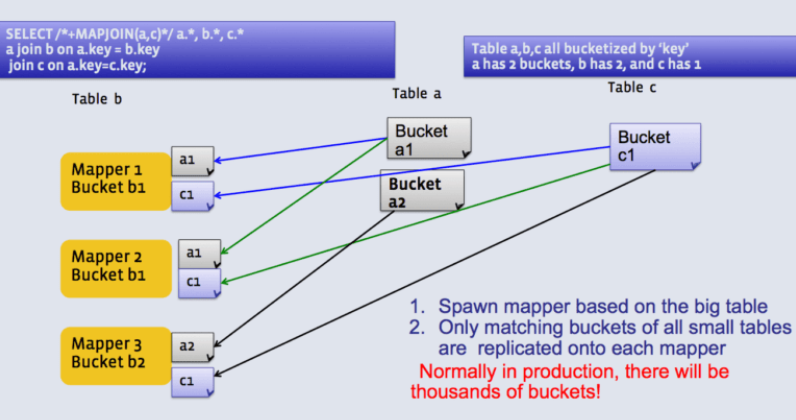 SELECT /*+MAPJOIN(a,c)*/ a.*, b.*, c.*
a join b on a.key = b.key
join c on a.key=c.key;
Table a,b,c all bucketized by ‘key’
a has 2 buckets, b has 2, and c has 1
Table b
Table a
Table c
Mapper 1
Bucket b1
a1
c1
Bucket
a1
Bucket
a2
Bucket
c1
Mapper 2
Bucket b1
a1
c1
Mapper 3
Bucket b2
a2
c1
1. Spawn mapper based on the big table
2. Only matching buckets of all small tables
are replicated onto each mapper
Normally in production, there will be
thousands of buckets!